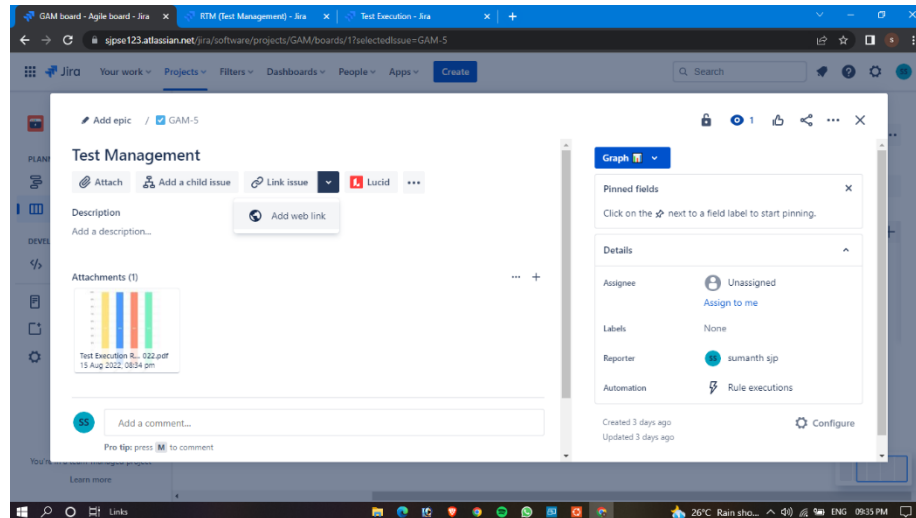 GAM board - Agile board - Jira
RTM (Test Management) - Jira
Test Execution - Jira
sjpse123.atlassian.net/jira/software/projects/GAM/boards/1?selectedIssue=GAM-5
Jira Your work Projects Filters Dashboards People Apps Create
Search
SS
Add epic / GAM-5
1
Test Management
Attach Add a child issue Link issue Lucid
Add web link
Description
Add a description...
Attachments (1)
Test Execution R... 022.pdf
15 Aug 2022, 08:34 pm
SS Add a comment...
Pro tip: press M to comment
Graph
Pinned fields
Click on the next to a field label to start pinning.
Details
Assignee Unassigned
Assign to me
Labels None
Reporter SS sumanth sjp
Automation Rule executions
Created 3 days ago Configure
Updated 3 days ago
PLAN
DEVEL
Learn more
Links
26°C Rain sho... ENG 09:35 PM